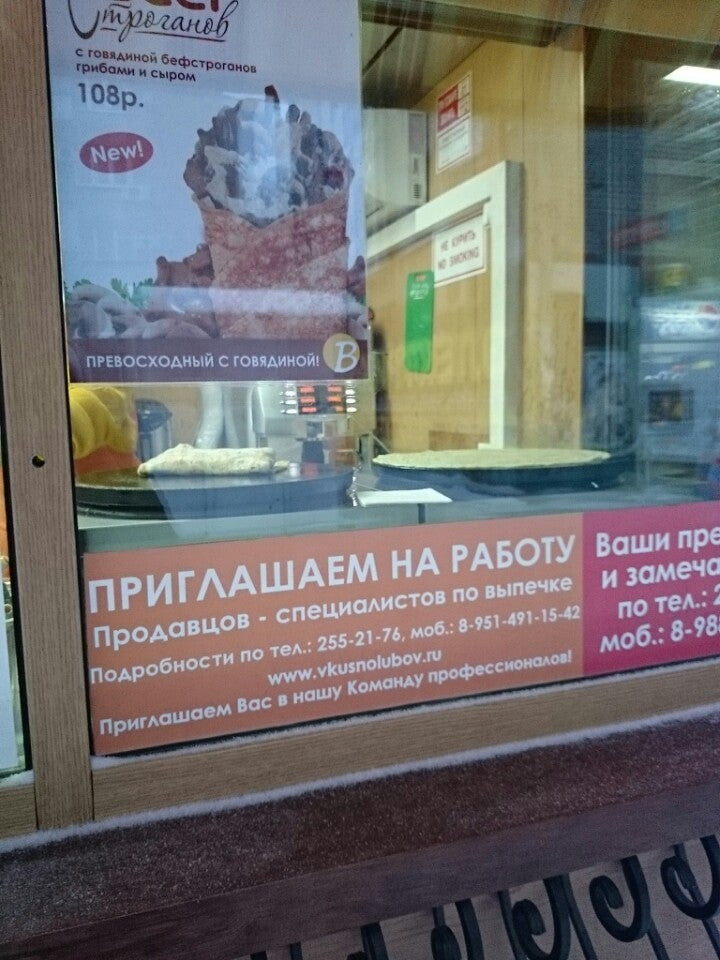 Строганов
с говядиной бефстроганов
грибами и сыром
108р.
New!
ПРЕВОСХОДНЫЙ С ГОВЯДИНОЙ!
В
НЕ КУРИТЬ
NO SMOKING
ПРИГЛАШАЕМ НА РАБОТУ
Продавцов - специалистов по выпечке
Подробности по тел.: 255-21-76, моб.: 8-951-491-15-42
www.vkusnolubov.ru
Приглашаем Вас в нашу Команду профессионалов!
Ваши пре
и замеча
по тел.: 2
моб.: 8-98